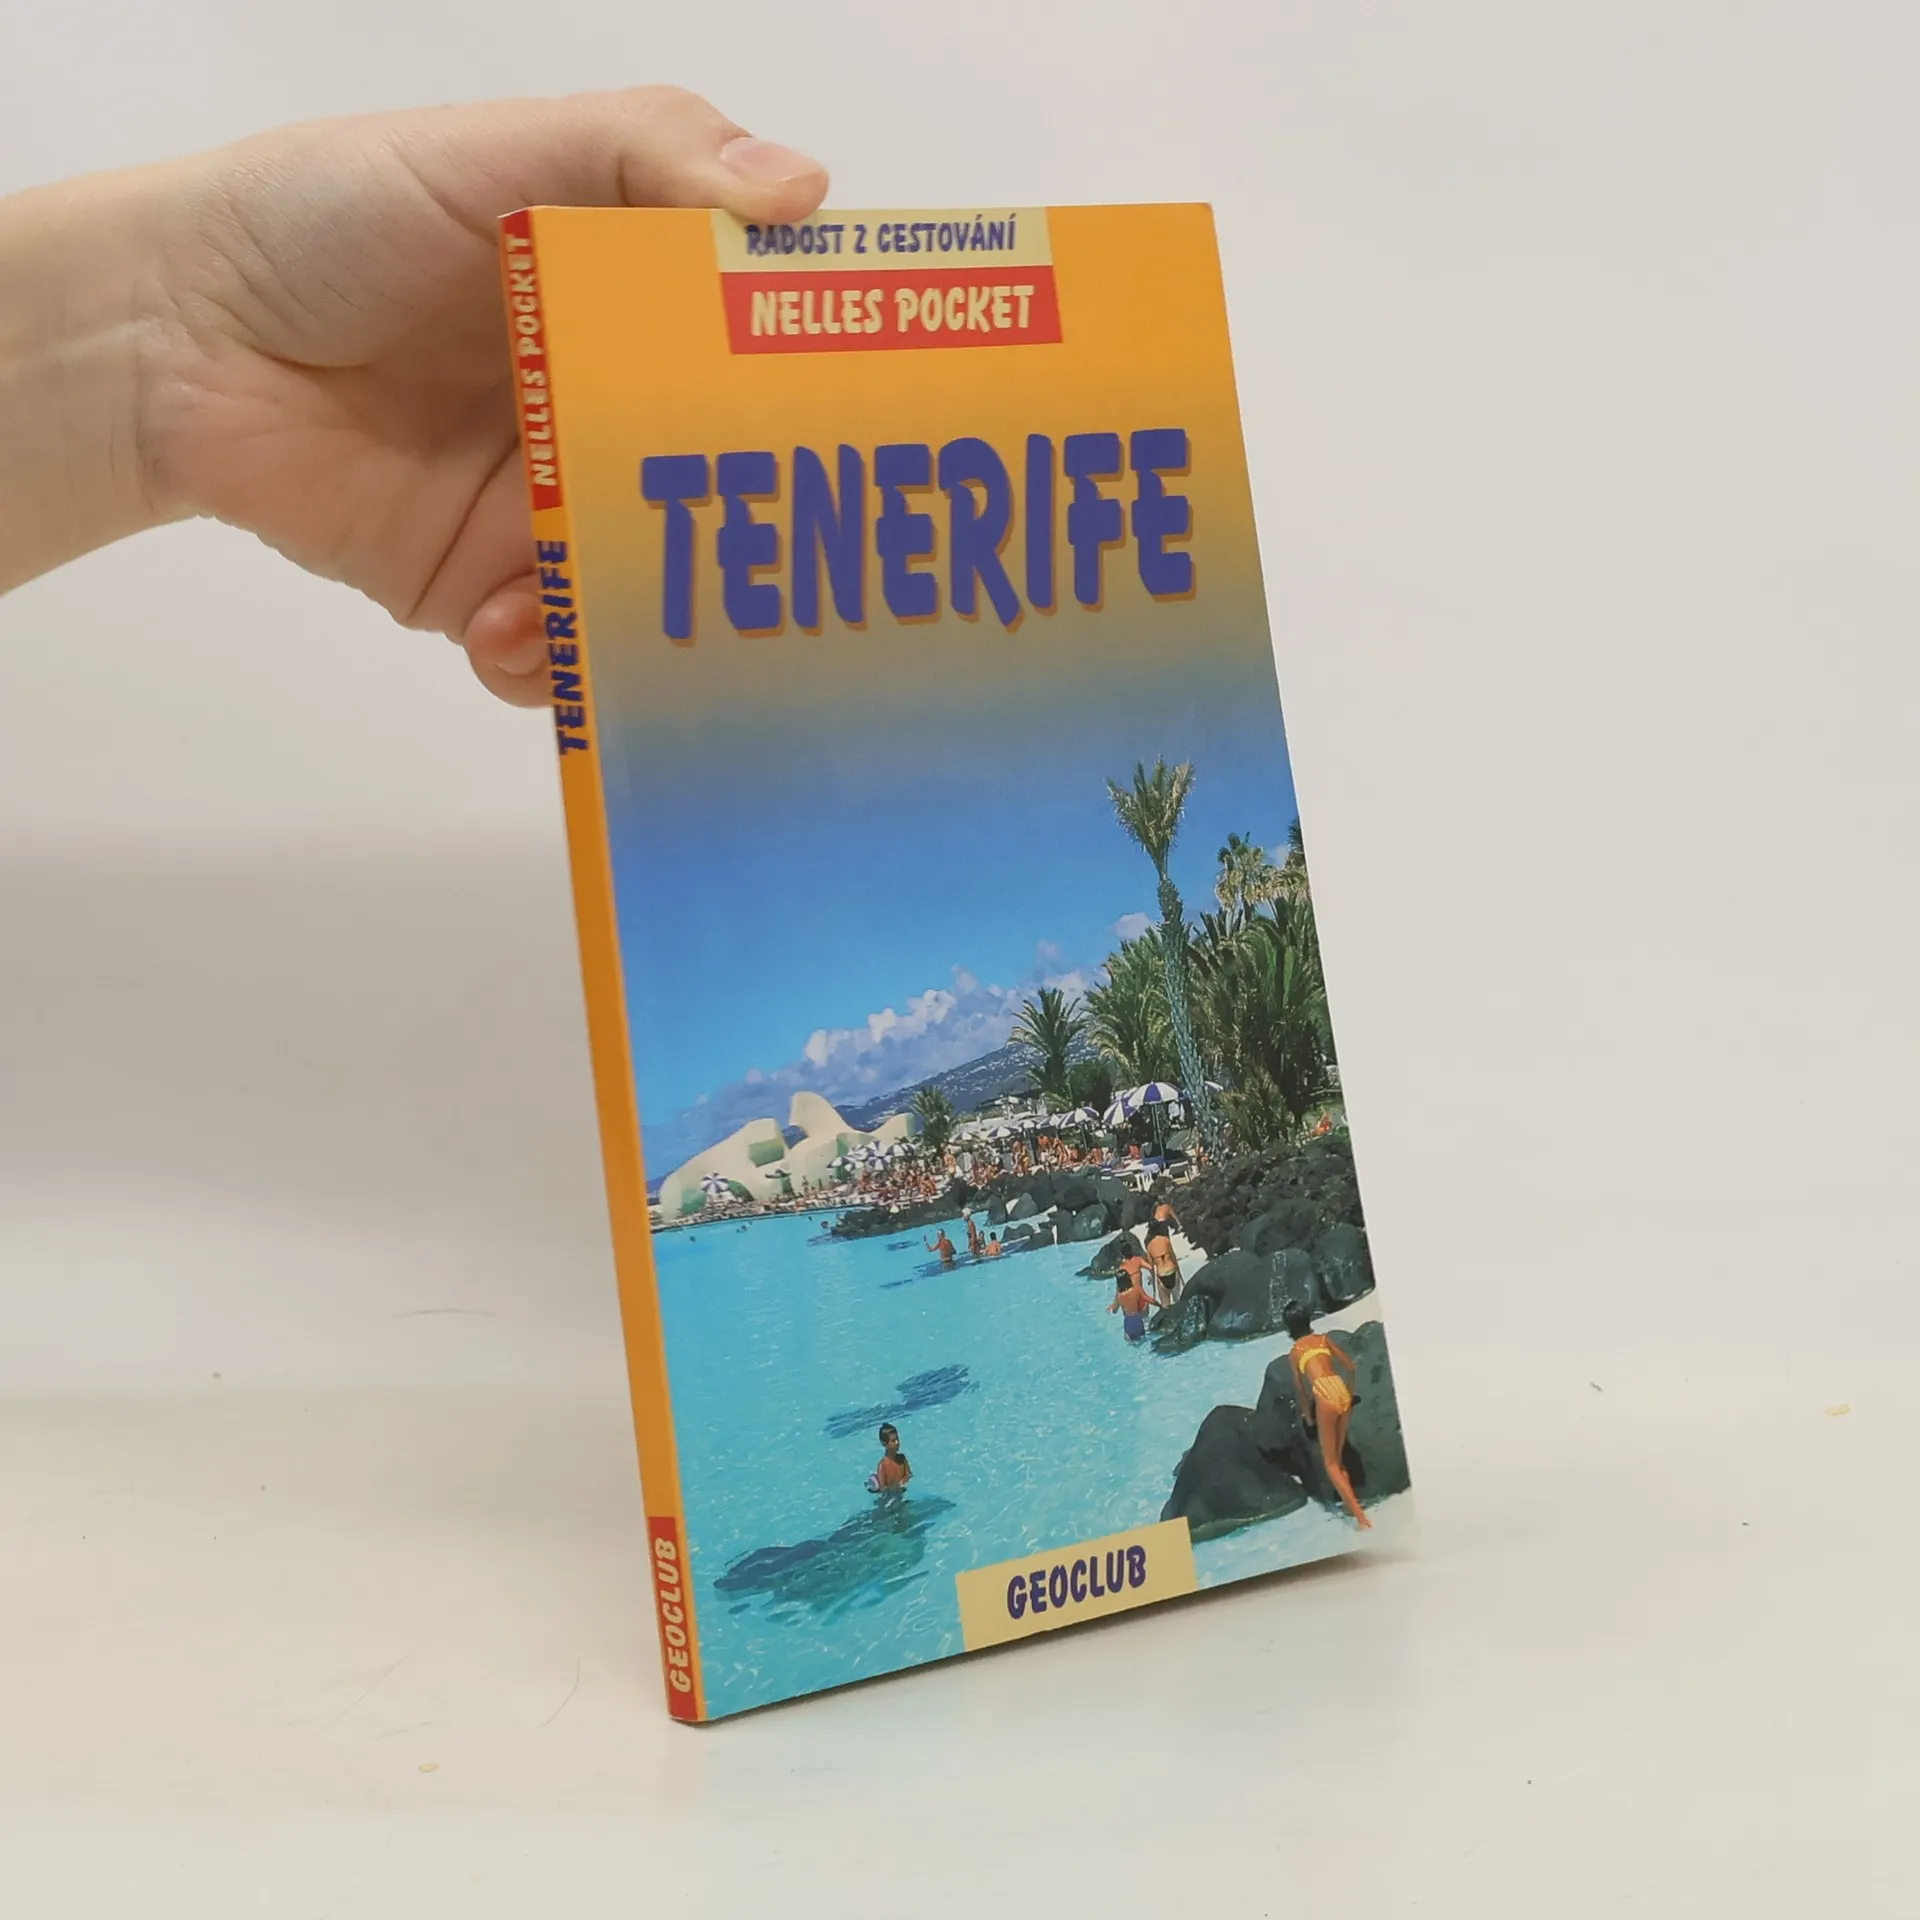 RADOST Z CESTOVÁNÍ
NELLES POCKET
TENERIFE
GEOCLUB
NELLES POCKET
TENERIFE
GEOCLUB